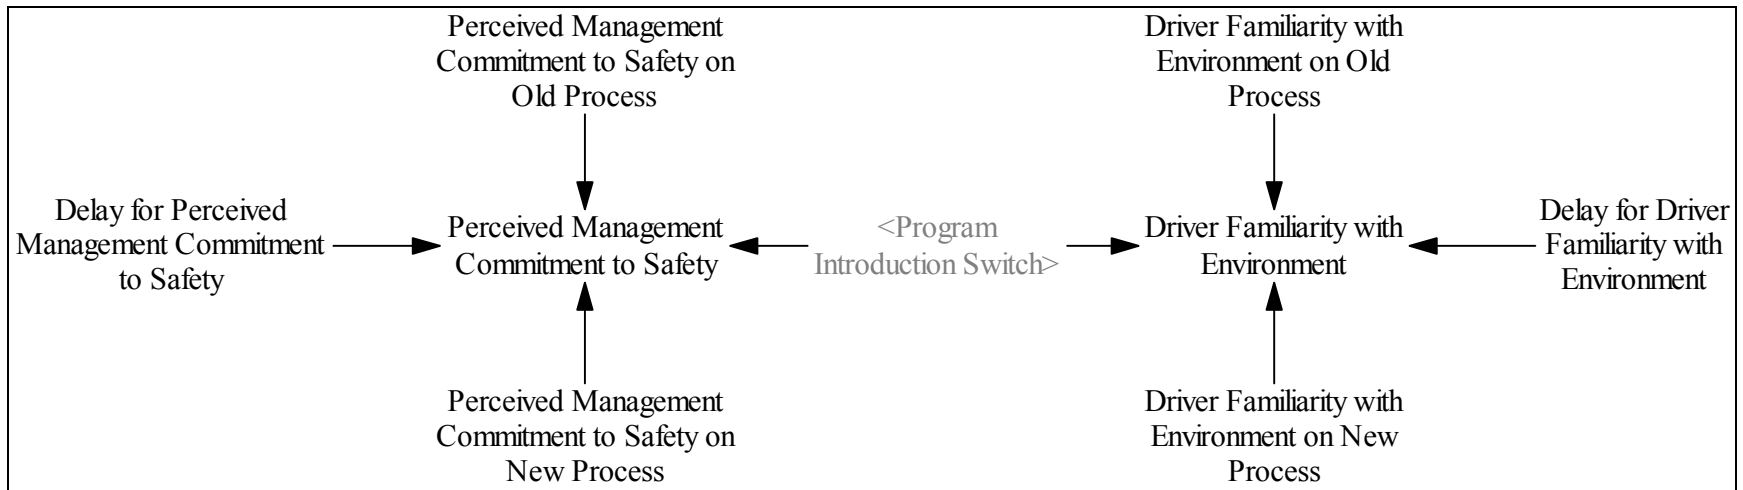 Perceived Management
Commitment to Safety on
Old Process
Driver Familiarity with
Environment on Old
Process
Delay for Perceived
Management Commitment
to Safety
Perceived Management
Commitment to Safety
<Program
Introduction Switch>
Driver Familiarity with
Environment
Delay for Driver
Familiarity with
Environment
Perceived Management
Commitment to Safety on
New Process
Driver Familiarity with
Environment on New
Process